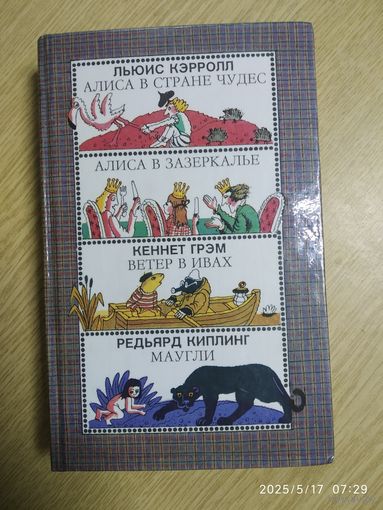 ЛЬЮИС КЭРРОЛЛ
АЛИСА В СТРАНЕ ЧУДЕС
АЛИСА В ЗАЗЕРКАЛЬЕ
КЕННЕТ ГРЭМ
ВЕТЕР В ИВАХ
РЕДЬЯРД КИПЛИНГ
МАУГЛИ
2025/5/17 07:29